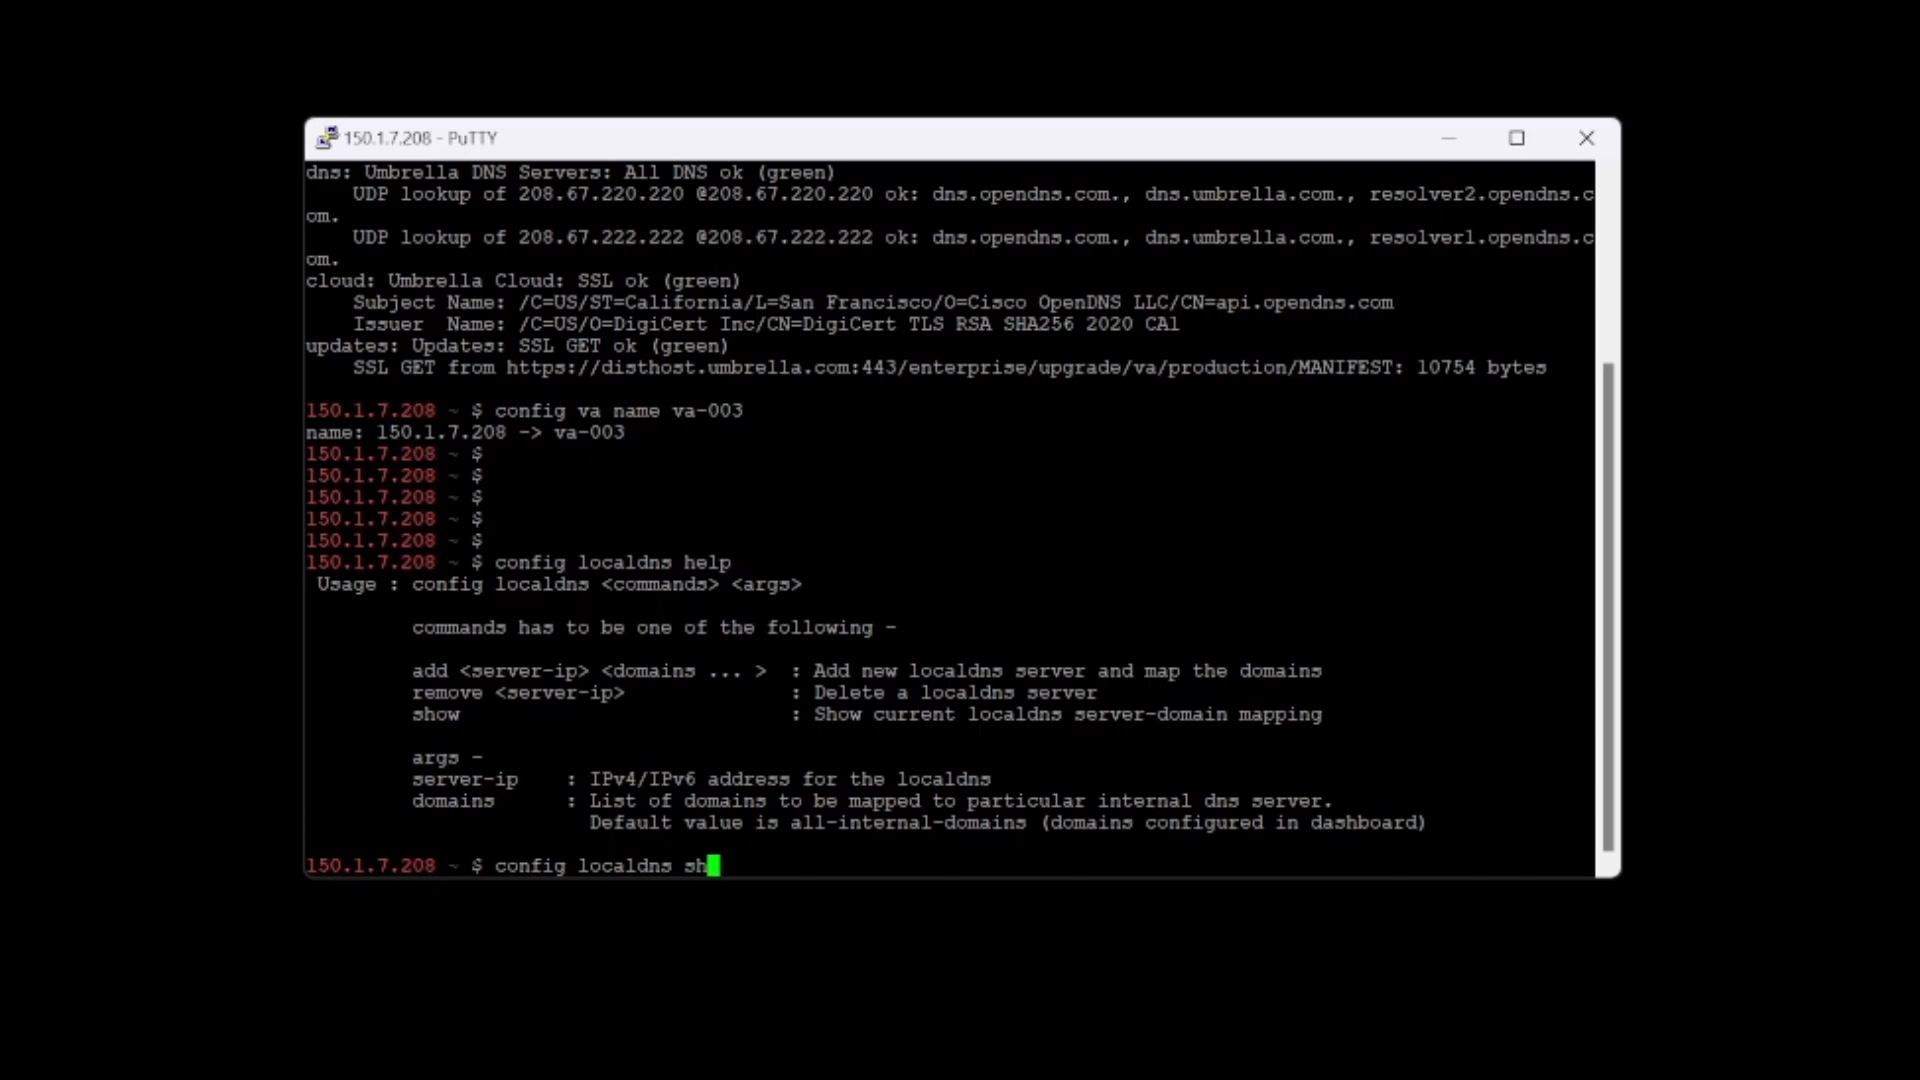 150.1.7.208 - PuTTY
dns: Umbrella DNS Servers: All DNS ok (green)
    UDP lookup of 208.67.220.220 @208.67.220.220 ok: dns.opendns.com., dns.umbrella.com., resolver2.opendns.c
om.
    UDP lookup of 208.67.222.222 @208.67.222.222 ok: dns.opendns.com., dns.umbrella.com., resolver1.opendns.c
om.
cloud: Umbrella Cloud: SSL ok (green)
    Subject Name: /C=US/ST=California/L=San Francisco/O=Cisco OpenDNS LLC/CN=api.opendns.com
    Issuer  Name: /C=US/O=DigiCert Inc/CN=DigiCert TLS RSA SHA256 2020 CA1
updates: Updates: SSL GET ok (green)
    SSL GET from https://disthost.umbrella.com:443/enterprise/upgrade/va/production/MANIFEST: 10754 bytes
150.1.7.208 ~ $ config va name va-003
name: 150.1.7.208 -> va-003
150.1.7.208 ~ $
150.1.7.208 ~ $
150.1.7.208 ~ $
150.1.7.208 ~ $
150.1.7.208 ~ $
150.1.7.208 ~ $ config localdns help
 Usage : config localdns <commands> <args>
         commands has to be one of the following -
         add <server-ip> <domains ... >  : Add new localdns server and map the domains
         remove <server-ip>              : Delete a localdns server
         show                            : Show current localdns server-domain mapping
         args -
         server-ip    : IPv4/IPv6 address for the localdns
         domains      : List of domains to be mapped to particular internal dns server.
                        Default value is all-internal-domains (domains configured in dashboard)
150.1.7.208 ~ $ config localdns sh